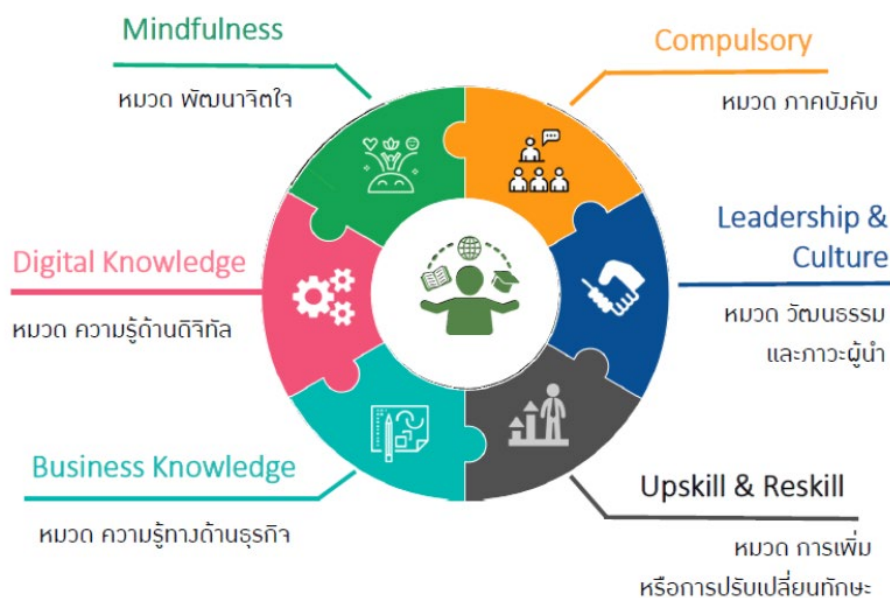 Mindfulness
หมวด พัฒนาจิตใจ
Compulsory
หมวด ภาคบังคับ
Digital Knowledge
หมวด ความรู้ด้านดิจิทัล
Leadership &
Culture
หมวด วัฒนธรรม
และภาวะผู้นำ
Business Knowledge
หมวด ความรู้ทางด้านธุรกิจ
Upskill & Reskill
หมวด การเพิ่ม
หรือการปรับเปลี่ยนทักษะ